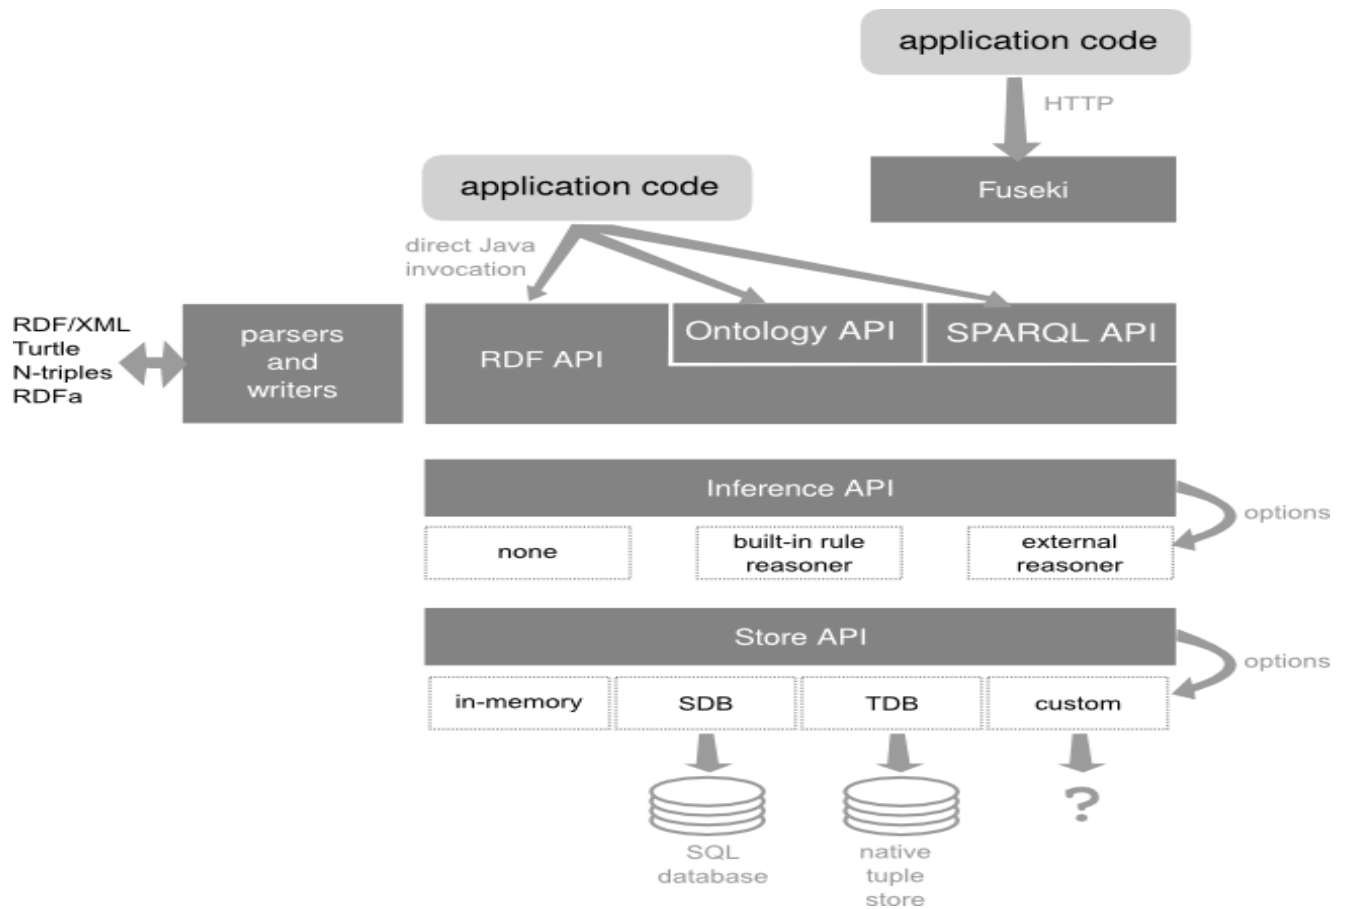 application code
HTTP
application code
Fuseki
direct Java
invocation
RDF/XML
Turtle
N-triples
RDFa
parsers
and
writers
RDF API
Ontology API
SPARQL API
Inference API
options
none
built-in rule
reasoner
external
reasoner
Store API
options
in-memory
SDB
TDB
custom
?
SQL
database
native
tuple
store